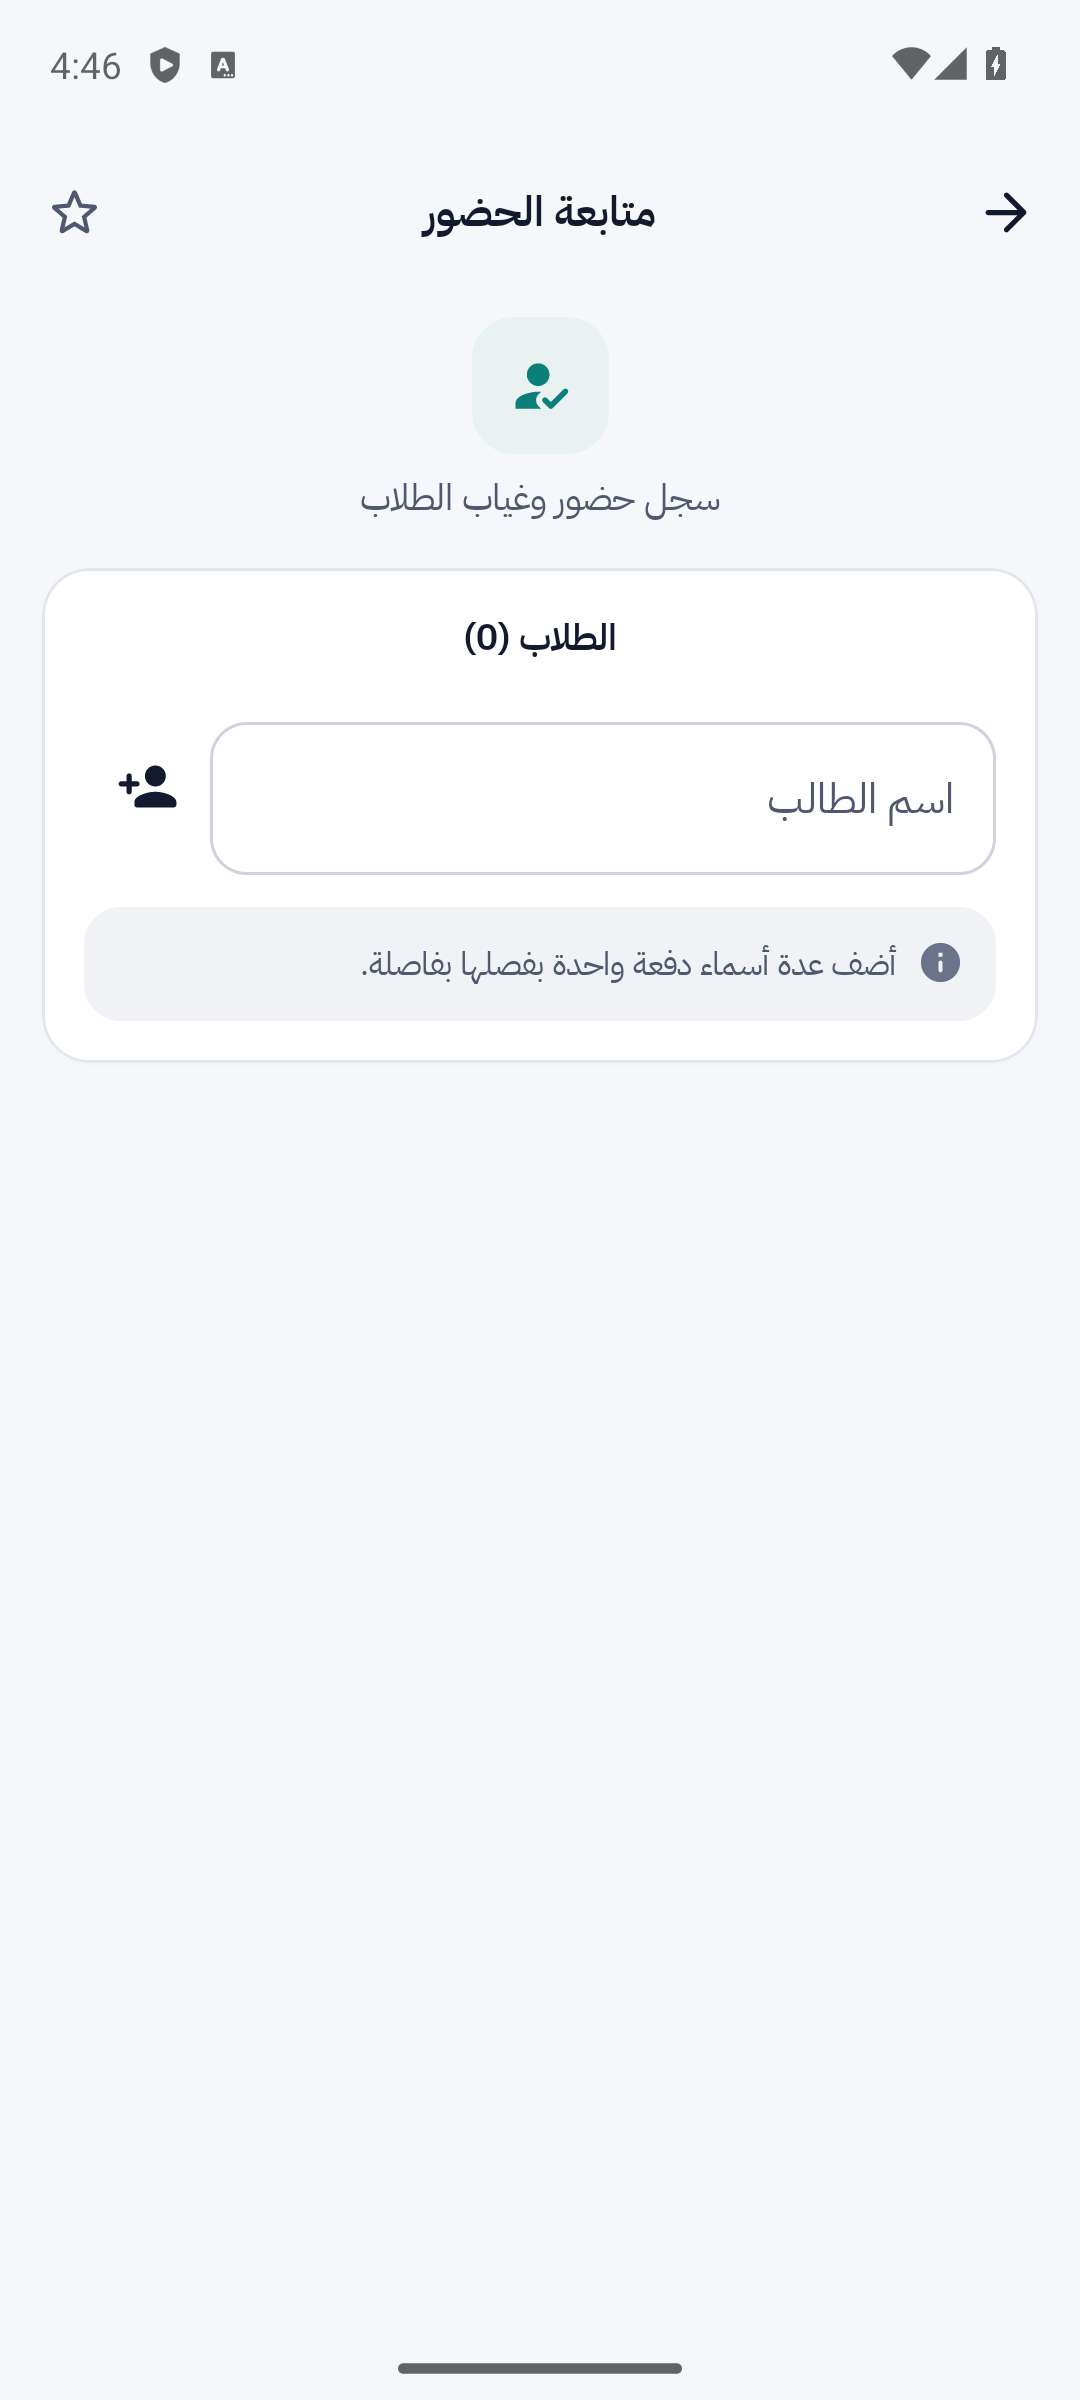 4:46
متابعة الحضور
سجل حضور وغياب الطلاب
الطلاب (0)
اسم الطالب
أضف عدة أسماء دفعة واحدة بفصلها بفاصلة.